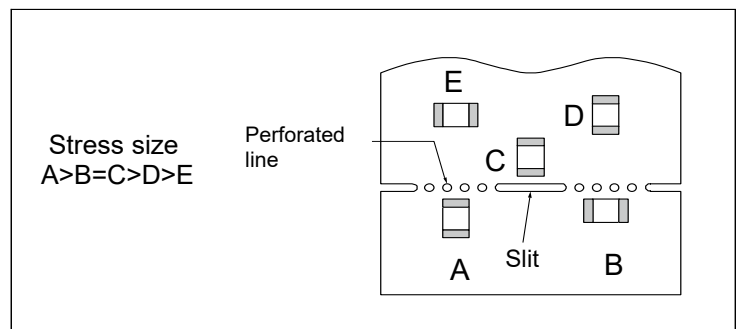 Stress size
A>B=C>D>E
Perforated
line
E
D
C
A
Slit
B